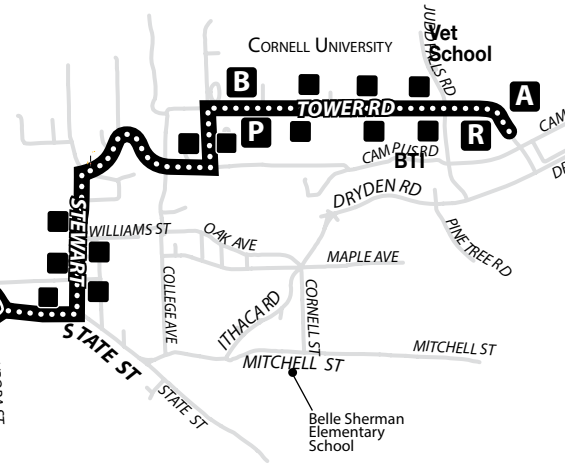 CORNELL UNIVERSITY
JUDD FALLS RD
Vet
School
B
A
TOWER RD
P
R
CAMPUS RD
BTI
CAM
DRYDEN RD
STEWART
WILLIAMS ST
OAK AVE
MAPLE AVE
PINE TREE RD
COLLEGE AVE
ITHACA RD
CORNELL ST
STATE ST
MITCHELL ST
MITCHELL ST
STATE ST
Belle Sherman
Elementary
School